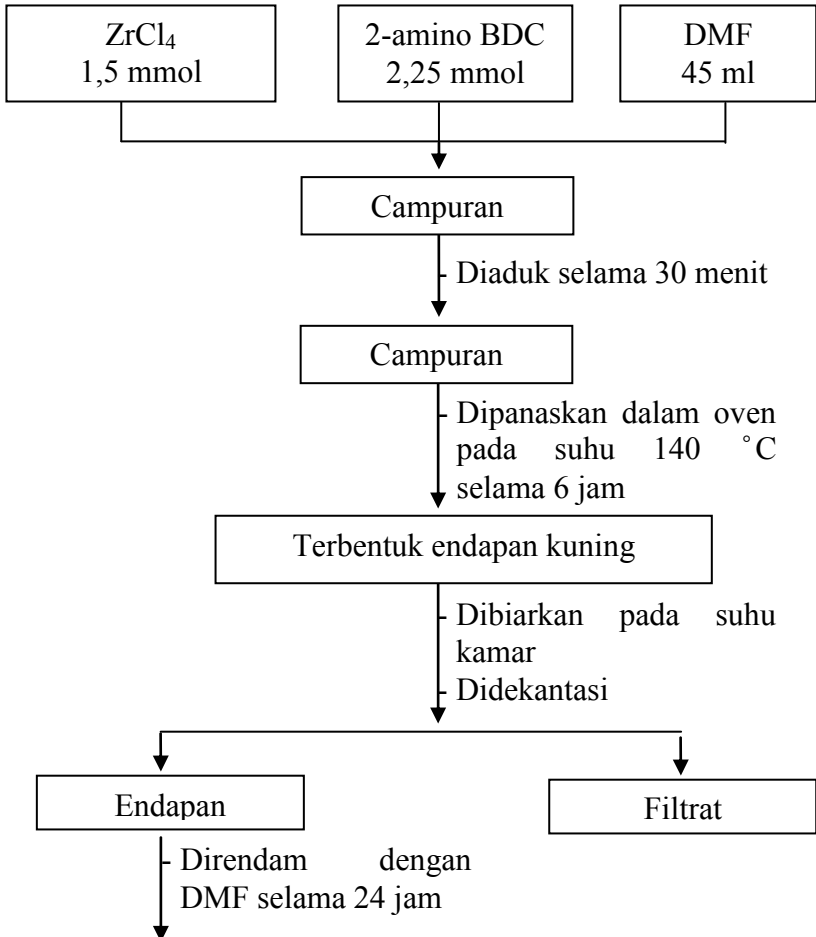 ZrCl₄
1,5 mmol
2-amino BDC
2,25 mmol
DMF
45 ml
Campuran
- Diaduk selama 30 menit
Campuran
- Dipanaskan dalam oven
pada suhu 140 ˚C
selama 6 jam
Terbentuk endapan kuning
- Dibiarkan pada suhu
kamar
- Didekantasi
Endapan
Filtrat
- Direndam dengan
DMF selama 24 jam